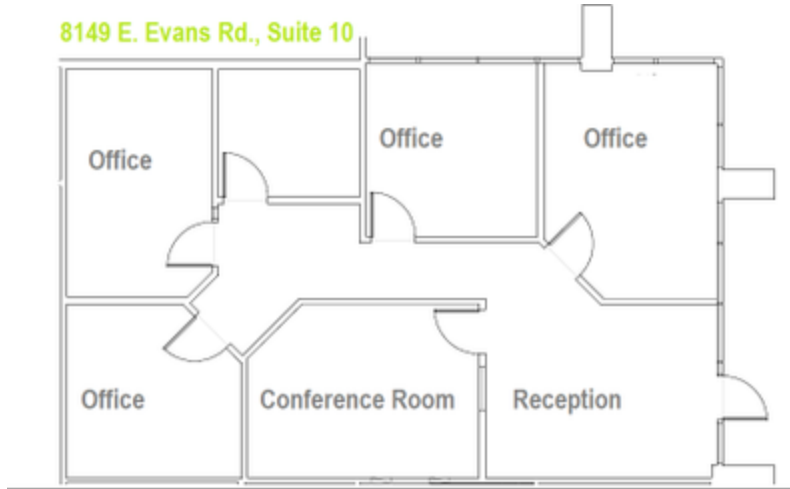 8149 E. Evans Rd., Suite 10
Office
Office
Office
Office
Conference Room
Reception